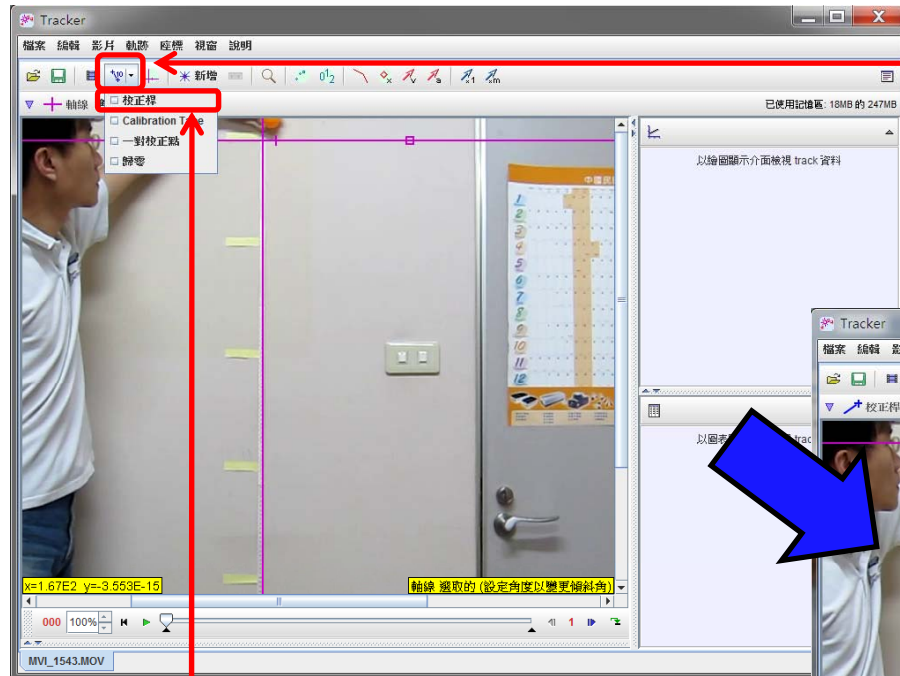 Tracker
檔案 編輯 影片 軌跡 座標 視窗 說明
新增
軸線
已使用記憶區: 18MB 的 247MB
校正桿
Calibration Tape
一對校正點
歸零
以繪圖顯示介面檢視 track 資料
中國民
1
2
3
4
5
6
7
8
9
10
11
12
Tracker
檔案 編輯
校正桿
以圖表
x=1.67E2 y=-3.553E-15
軸線 選取的 (設定角度以變更傾斜角)
000 100%
1
MVI_1543.MOV